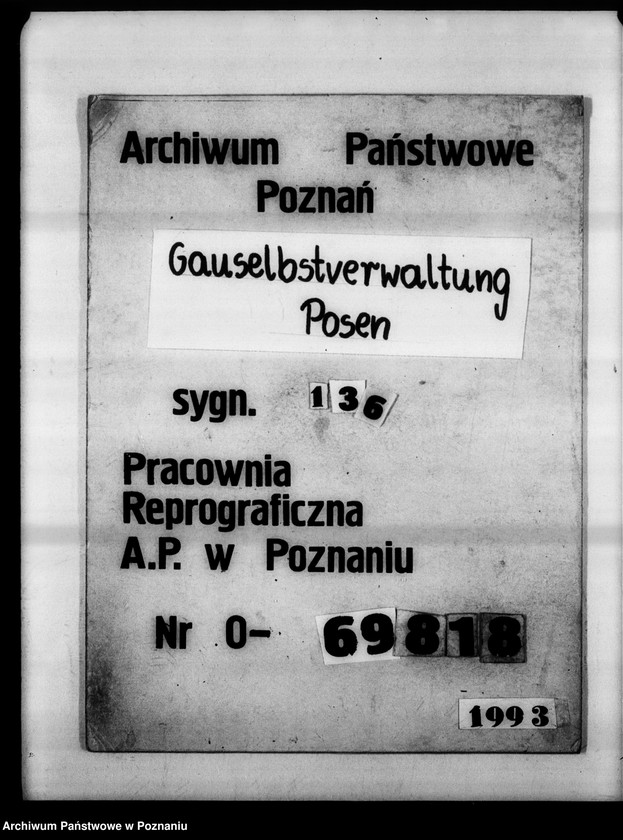 Archiwum Państwowe
Poznań
Gauselbstverwaltung
Posen
sygn. 136
Pracownia
Reprograficzna
A.P. w Poznaniu
Nr 0- 69818
1993
Archiwum Państwowe w Poznaniu